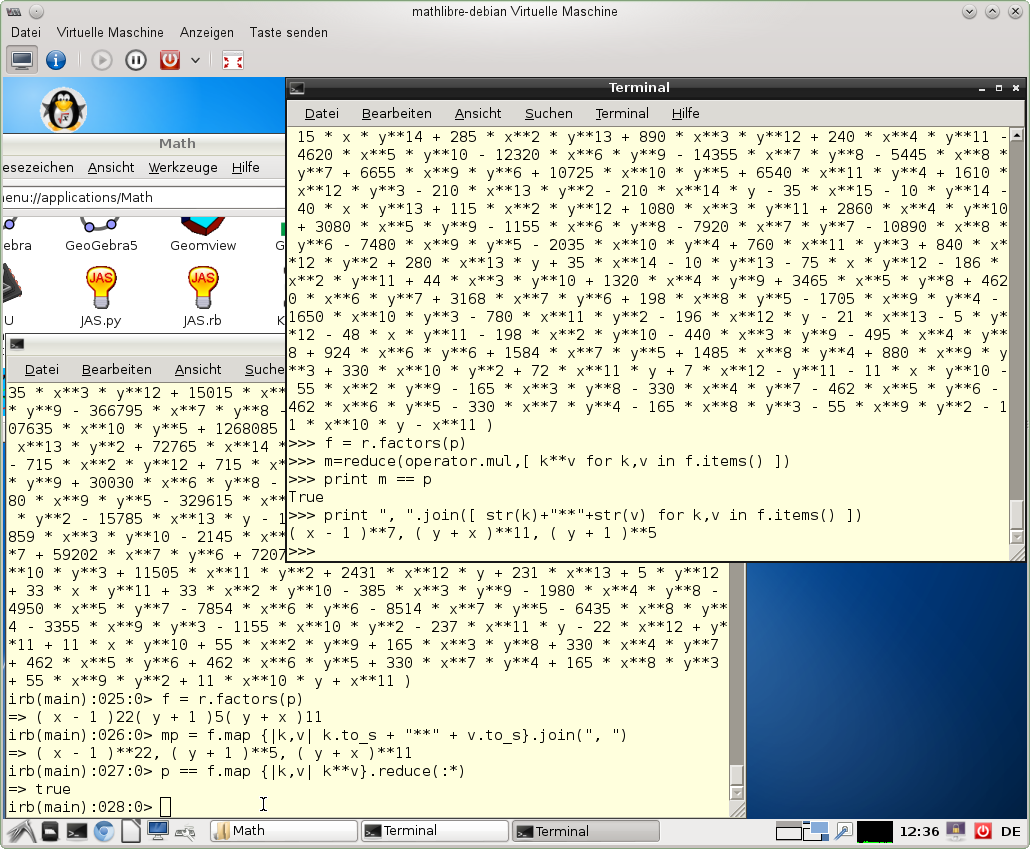 mathlibre-debian Virtuelle Maschine
Datei Virtuelle Maschine Anzeigen Taste senden
Math
esezeichen Ansicht Werkzeuge Hilfe
enu://applications/Math
ebra GeoGebra5 Geomview G
JAS JAS
U JAS.py JAS.rb K
Terminal
Datei Bearbeiten Ansicht Suchen Terminal Hilfe
15 * x * y**14 + 285 * x**2 * y**13 + 890 * x**3 * y**12 + 240 * x**4 * y**11 -
4620 * x**5 * y**10 - 12320 * x**6 * y**9 - 14355 * x**7 * y**8 - 5445 * x**8 *
y**7 + 6655 * x**9 * y**6 + 10725 * x**10 * y**5 + 6540 * x**11 * y**4 + 1610 *
x**12 * y**3 - 210 * x**13 * y**2 - 210 * x**14 * y - 35 * x**15 - 10 * y**14 -
40 * x * y**13 + 115 * x**2 * y**12 + 1080 * x**3 * y**11 + 2860 * x**4 * y**10
+ 3080 * x**5 * y**9 - 1155 * x**6 * y**8 - 7920 * x**7 * y**7 - 10890 * x**8 *
y**6 - 7480 * x**9 * y**5 - 2035 * x**10 * y**4 + 760 * x**11 * y**3 + 840 * x*
*12 * y**2 + 280 * x**13 * y + 35 * x**14 - 10 * y**13 - 75 * x * y**12 - 186 *
x**2 * y**11 + 44 * x**3 * y**10 + 1320 * x**4 * y**9 + 3465 * x**5 * y**8 + 462
0 * x**6 * y**7 + 3168 * x**7 * y**6 + 198 * x**8 * y**5 - 1705 * x**9 * y**4 -
1650 * x**10 * y**3 - 780 * x**11 * y**2 - 196 * x**12 * y - 21 * x**13 - 5 * y*
*12 - 48 * x * y**11 - 198 * x**2 * y**10 - 440 * x**3 * y**9 - 495 * x**4 * y**
8 + 924 * x**6 * y**6 + 1584 * x**7 * y**5 + 1485 * x**8 * y**4 + 880 * x**9 * y
**3 + 330 * x**10 * y**2 + 72 * x**11 * y + 7 * x**12 - y**11 - 11 * x * y**10 -
55 * x**2 * y**9 - 165 * x**3 * y**8 - 330 * x**4 * y**7 - 462 * x**5 * y**6 -
462 * x**6 * y**5 - 330 * x**7 * y**4 - 165 * x**8 * y**3 - 55 * x**9 * y**2 - 1
1 * x**10 * y - x**11 )
>>> f = r.factors(p)
>>> m=reduce(operator.mul,[ k**v for k,v in f.items() ])
>>> print m == p
True
>>> print ", ".join([ str(k)+"**"+str(v) for k,v in f.items() ])
( x - 1 )**7, ( y + x )**11, ( y + 1 )**5
>>>
Datei Bearbeiten Ansicht Suche
35 * x**3 * y**12 + 15015 * x**
* y**9 - 366795 * x**7 * y**8 -
07635 * x**10 * y**5 + 1268085
x**13 * y**2 + 72765 * x**14 *
- 715 * x**2 * y**12 + 715 * x*
* y**9 + 30030 * x**6 * y**8 -
80 * x**9 * y**5 - 329615 * x**
**2 - 15785 * x**13 * y - 1
859 * x**3 * y**10 - 2145 * x**
*7 + 59202 * x**7 * y**6 + 7207
**10 * y**3 + 11505 * x**11 * y**2 + 2431 * x**12 * y + 231 * x**13 + 5 * y**12
+ 33 * x * y**11 + 33 * x**2 * y**10 - 385 * x**3 * y**9 - 1980 * x**4 * y**8 -
4950 * x**5 * y**7 - 7854 * x**6 * y**6 - 8514 * x**7 * y**5 - 6435 * x**8 * y**
4 - 3355 * x**9 * y**3 - 1155 * x**10 * y**2 - 237 * x**11 * y - 22 * x**12 + y*
*11 + 11 * x * y**10 + 55 * x**2 * y**9 + 165 * x**3 * y**8 + 330 * x**4 * y**7
+ 462 * x**5 * y**6 + 462 * x**6 * y**5 + 330 * x**7 * y**4 + 165 * x**8 * y**3
+ 55 * x**9 * y**2 + 11 * x**10 * y + x**11 )
irb(main):025:0> f = r.factors(p)
=> ( x - 1 )22( y + 1 )5( y + x )11
irb(main):026:0> mp = f.map {|k,v| k.to_s + "**" + v.to_s}.join(", ")
=> ( x - 1 )**22, ( y + 1 )**5, ( y + x )**11
irb(main):027:0> p == f.map {|k,v| k**v}.reduce(:*)
=> true
irb(main):028:0>
Math Terminal Terminal 12:36 DE